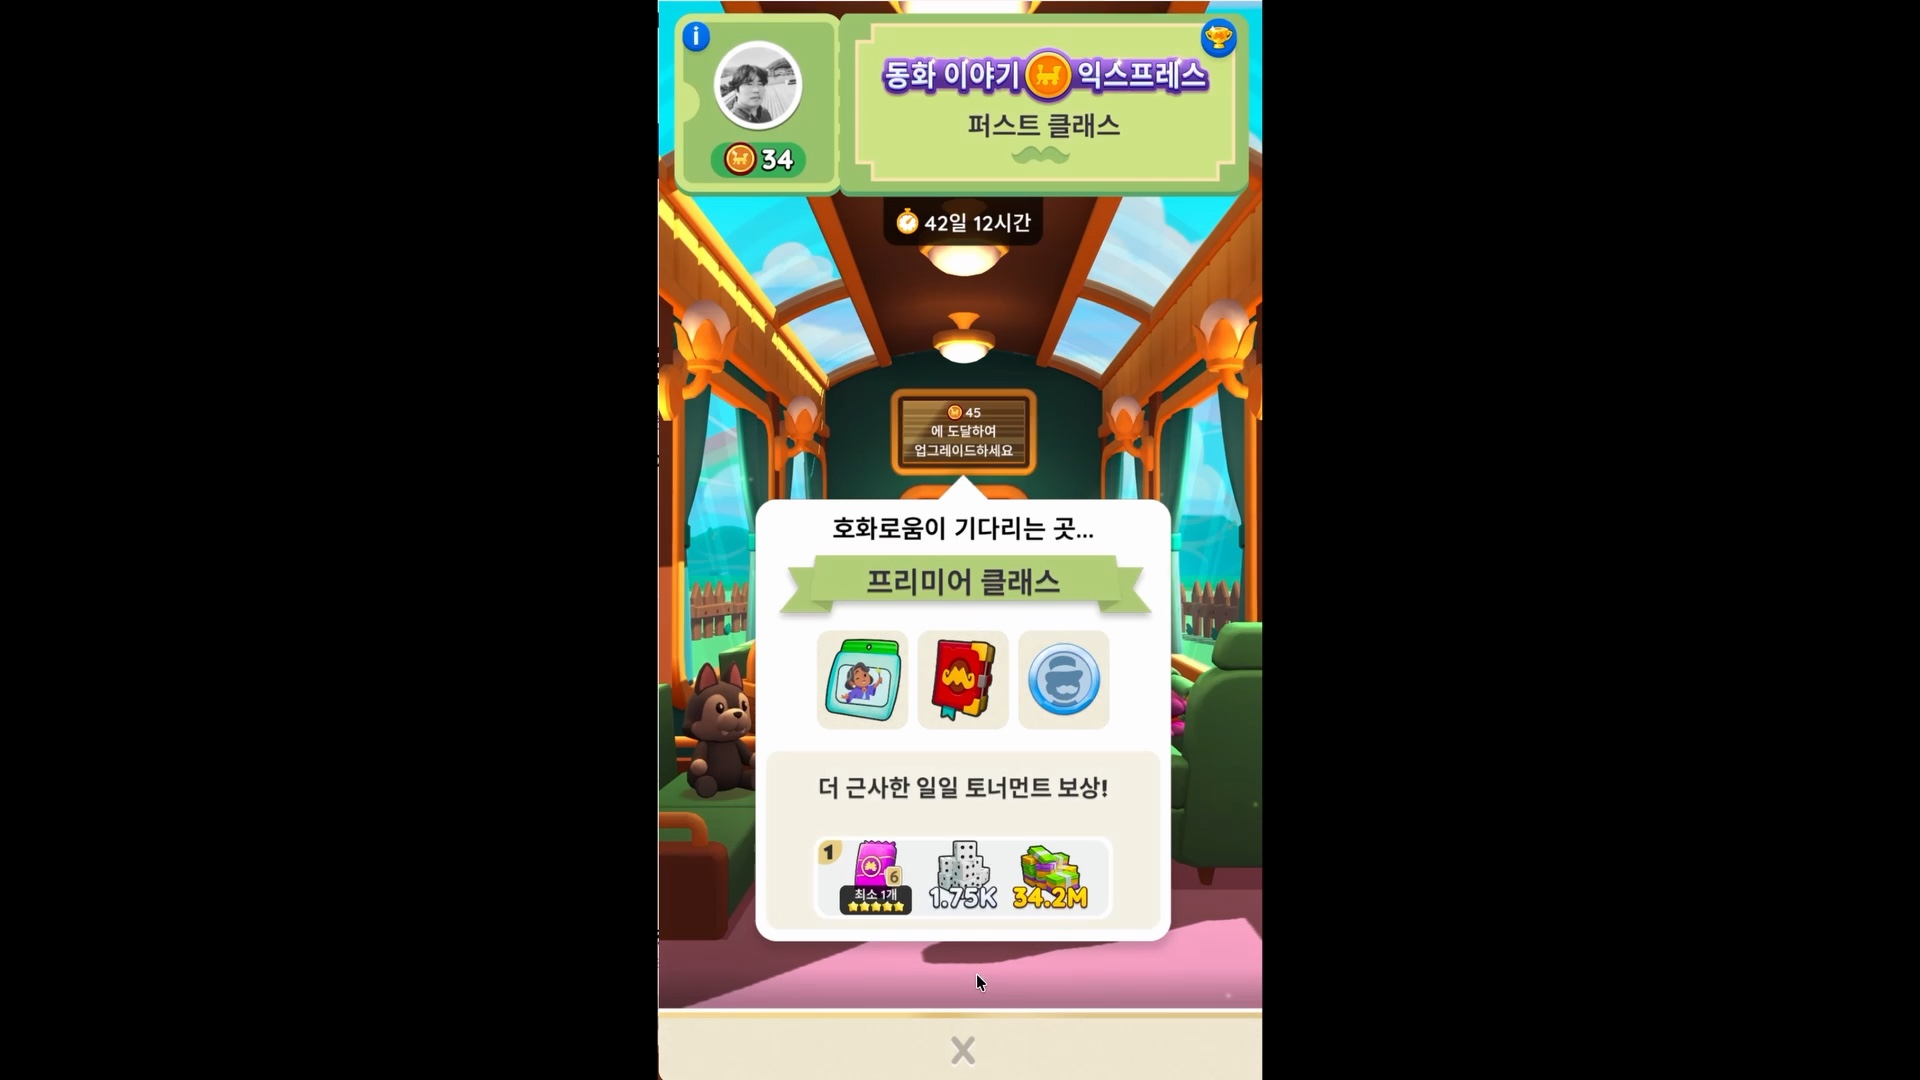 동화 이야기 익스프레스
퍼스트 클래스
34
42일 12시간
45
에 도달하여
업그레이드하세요
호화로움이 기다리는 곳...
프리미어 클래스
더 근사한 일일 토너먼트 보상!
1
6
최소 1개
1.75K
34.2M
X